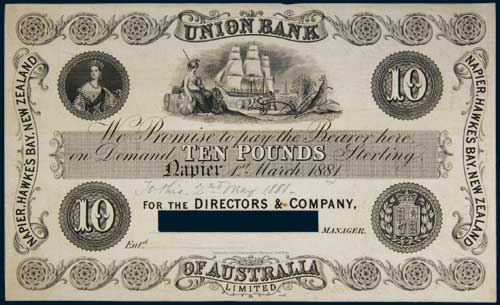 UNION BANK
10
NAPIER, HAWKES BAY, NEW ZEALAND
NAPIER, HAWKES BAY, NEW ZEALAND
We Promise to pay the Bearer here
on Demand TEN POUNDS Sterling.
Napier 1st March 1881
To this 2nd May 1881.
10
FOR THE DIRECTORS & COMPANY,
MANAGER.
Entd.
OF AUSTRALIA
LIMITED